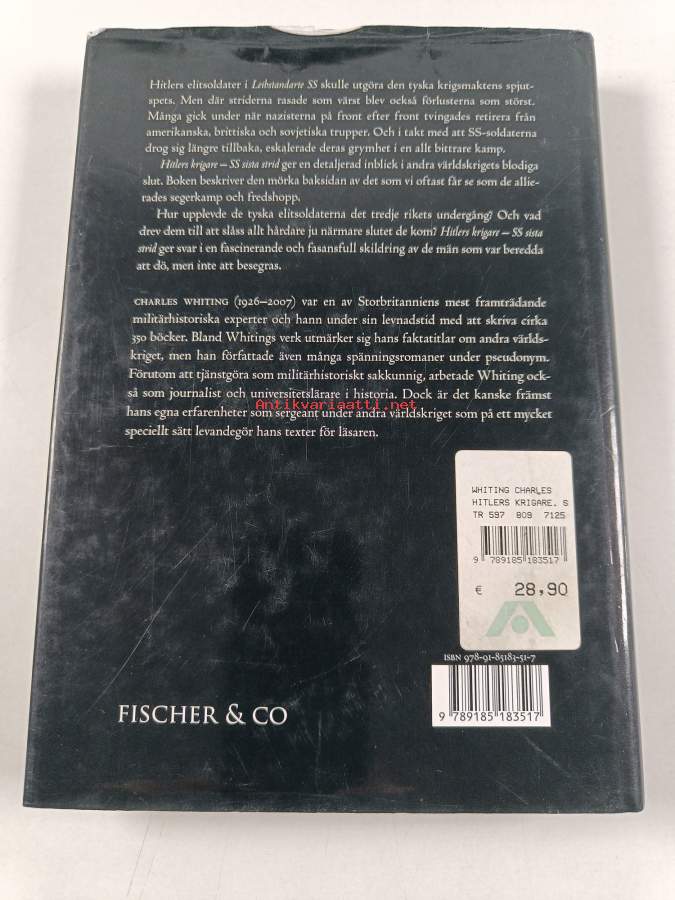 Hitlers elitsoldater i Leibstandarte SS skulle utgöra den tyska krigsmaktens spjut-
spets. Men där striderna rasade som värst blev också förlusterna som störst.
Många gick under när nazisterna på front efter front tvingades retirera från
amerikanska, brittiska och sovjetiska trupper. Och i takt med att SS-soldaterna
drog sig längre tillbaka, eskalerade deras grymhet i en allt bittrare kamp.
Hitlers krigare – SS sista strid ger en detaljerad inblick i andra världskrigets blodiga
slut. Boken beskriver den mörka baksidan av det som vi oftast får se som de allie-
rades segerkamp och fredshopp.
Hur upplevde de tyska elitsoldaterna det tredje rikets undergång? Och vad
drev dem till att slåss allt hårdare ju närmare slutet de kom? Hitlers krigare – SS sista
strid ger svar i en fascinerande och fasansfull skildring av de män som var beredda
att dö, men inte att besegras.
CHARLES WHITING (1926–2007) var en av Storbritanniens mest framträdande
militärhistoriska experter och hann under sin levnadstid med att skriva cirka
350 böcker. Bland Whitings verk utmärker sig hans faktatitlar om andra världs-
kriget, men han författade även många spänningsromaner under pseudonym.
Förutom att tjänstgöra som militärhistoriskt sakkunnig, arbetade Whiting ock-
så som journalist och universitetslärare i historia. Dock är det kanske främst
hans egna erfarenheter som sergeant under andra världskriget som på ett mycket
speciellt sätt levandegör hans texter för läsaren.
Antikvariaatti.net
WHITING CHARLES
HITLERS KRIGARE. S
TR 597 809 7125
9 789185 183517
€ 28,90
ISBN 978-91-85183-51-7
9 789185 183517
FISCHER & CO